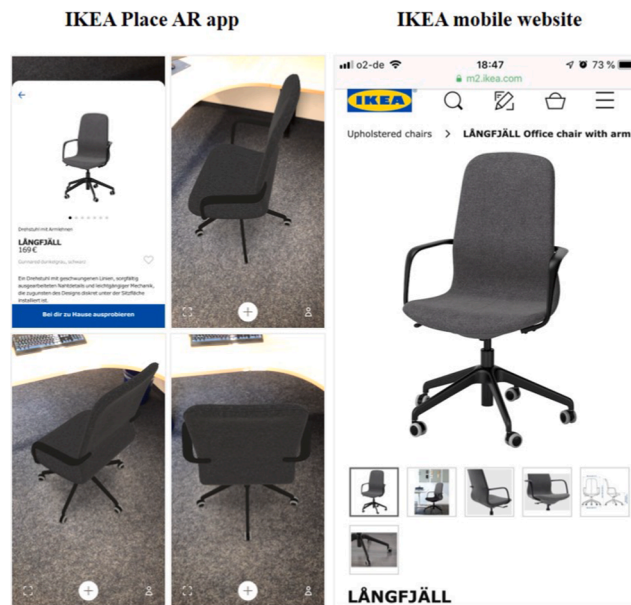 IKEA Place AR app
IKEA mobile website
Drehstuhl mit Armlehnen
LÅNGFJÄLL
169 €
Gunnared dunkelgrau, schwarz
Ein Drehstuhl mit geschwungenen Linien, sorgfältig
ausgearbeiteten Nahtdetails und leichtgängiger Mechanik,
die zugunsten des Designs diskret unter der Sitzfläche
installiert ist.
Bei dir zu Hause ausprobieren
o2-de 18:47 73 %
m2.ikea.com
IKEA
Upholstered chairs > LÅNGFJÄLL Office chair with arm
LÅNGFJÄLL